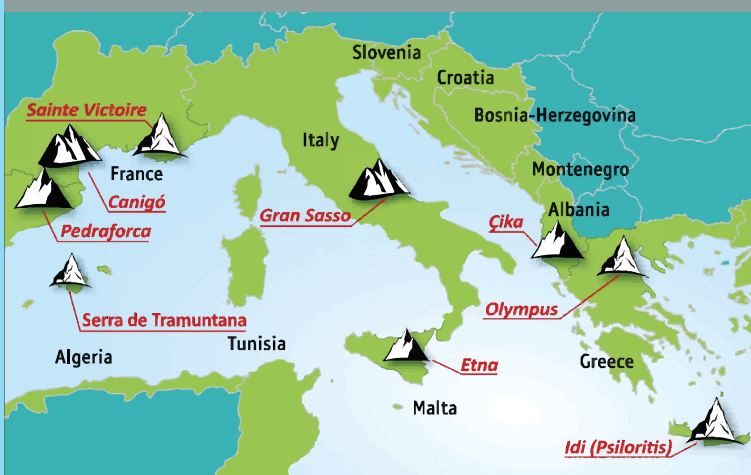 Slovenia
Croatia
Sainte Victoire
Bosnia-Herzegovina
Italy
Montenegro
France
Canigó
Albania
Gran Sasso
Çika
Pedraforca
Olympus
Serra de Tramuntana
Tunisia
Algeria
Etna
Greece
Malta
Idi (Psiloritis)